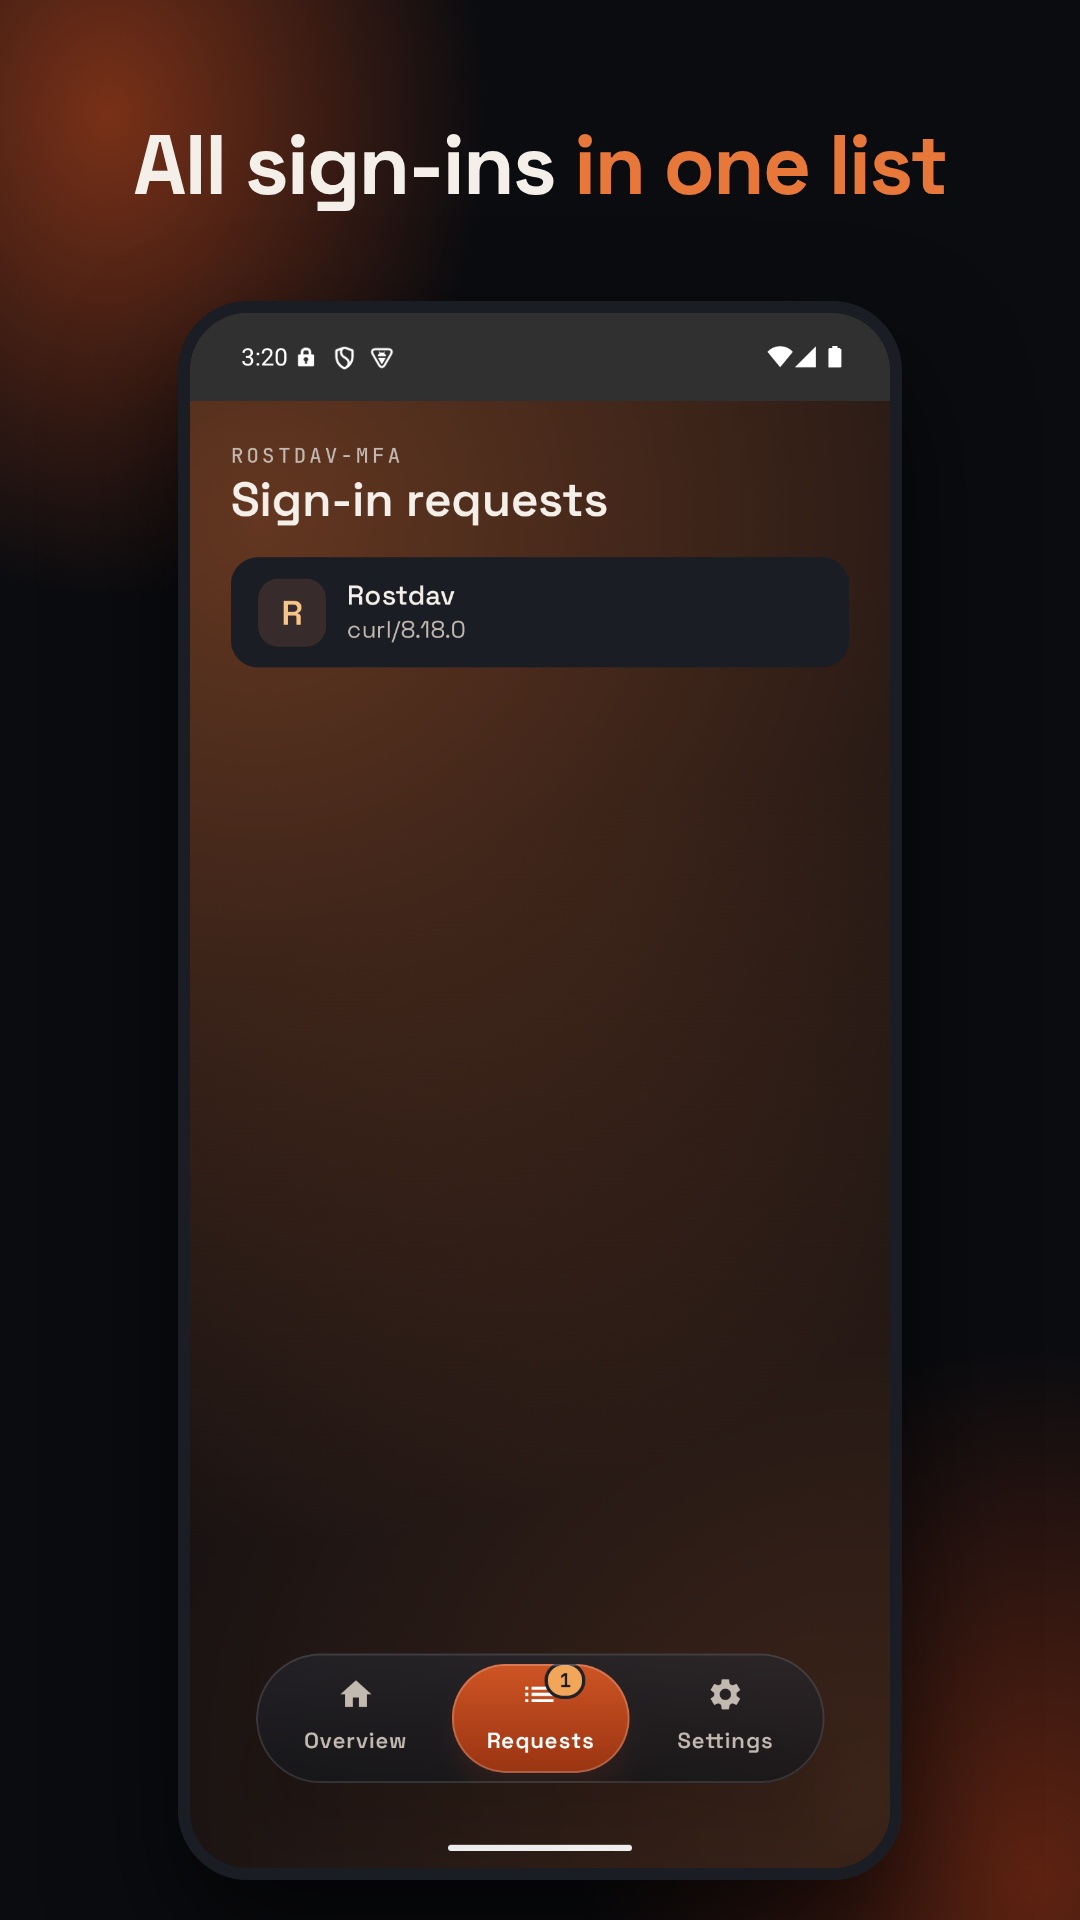 All sign-ins in one list
3:20
ROSTDAV-MFA
Sign-in requests
R
Rostdav
curl/8.18.0
1
Overview
Requests
Settings